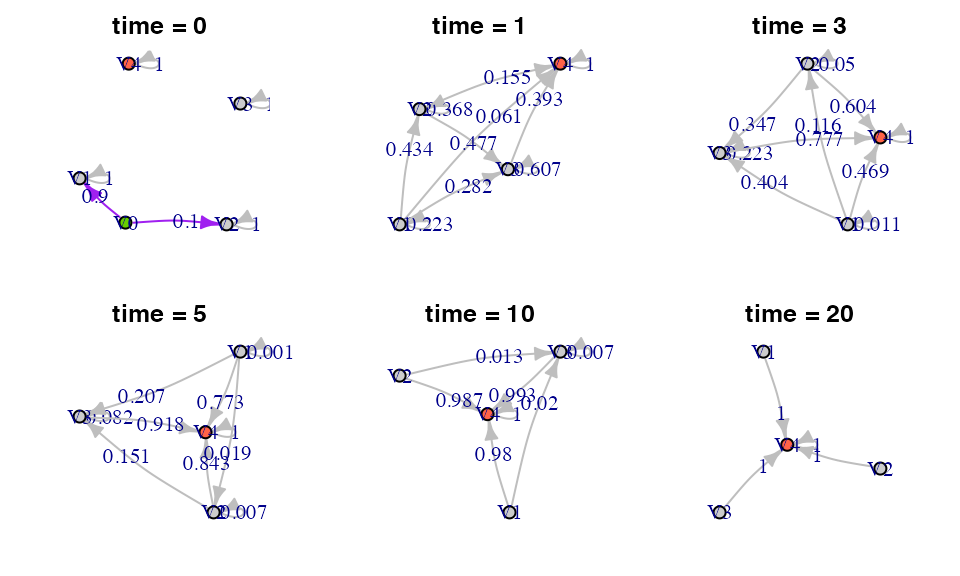 time = 0
V4 1
V3 1
V1 1
0.9
V0
0.1
V2 1
time = 1
0.155
V4 1
0.393
V2 0.368
0.061
0.434
0.477
V3 0.607
0.282
V1 0.223
time = 3
V2 0.05
0.604
0.347
0.116
0.777
V4 1
V3 0.223
0.469
0.404
V1 0.011
time = 5
V1 0.001
0.207
0.773
V3 0.082
0.918
V4 1
0.151
0.019
0.843
V2 0.007
time = 10
0.013
V3 0.007
V2
0.987
0.993
0.02
V4 1
0.98
V1
time = 20
V1
1
V4 1
1
1
V2
V3